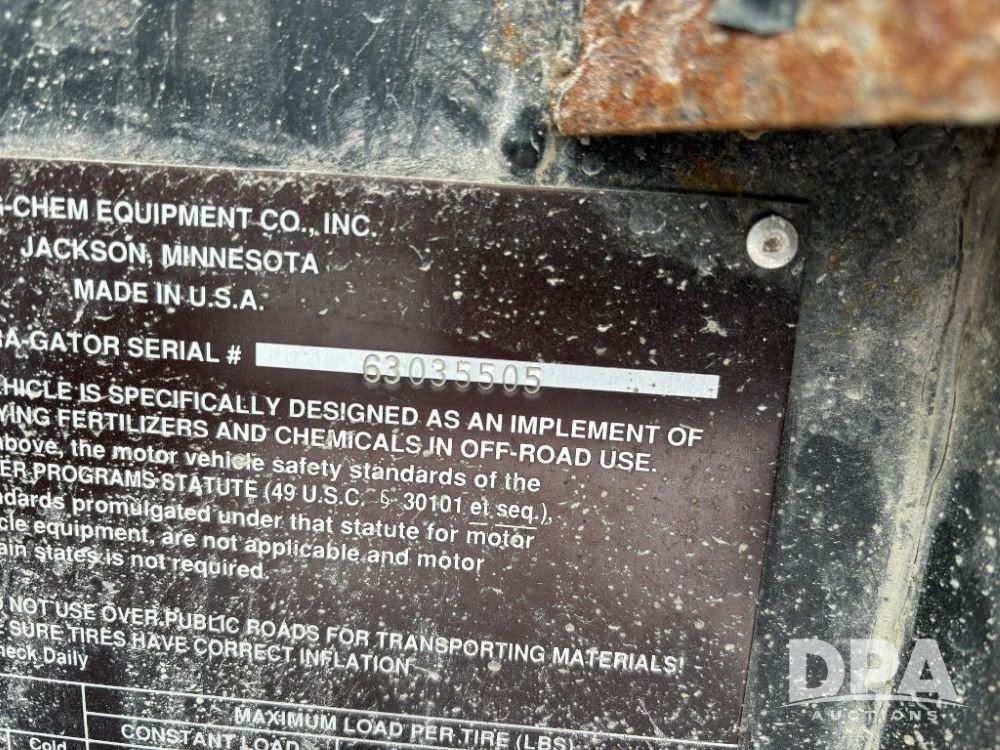 G-CHEM EQUIPMENT CO., INC.
JACKSON, MINNESOTA
MADE IN U.S.A.
RA-GATOR SERIAL # 63035505
EHICLE IS SPECIFICALLY DESIGNED AS AN IMPLEMENT OF
YING FERTILIZERS AND CHEMICALS IN OFF-ROAD USE.
above, the motor vehicle safety standards of the
ER PROGRAMS STATUTE (49 U.S.C. § 30101 et seq.),
ndards promulgated under that statute for motor
cle equipment, are not applicable and motor
ain states is not required.
O NOT USE OVER PUBLIC ROADS FOR TRANSPORTING MATERIALS!
E SURE TIRES HAVE CORRECT INFLATION
heck Daily
MAXIMUM LOAD PER TIRE (LBS)
CONSTANT LOAD
Cold
DPA
AUCTIONS